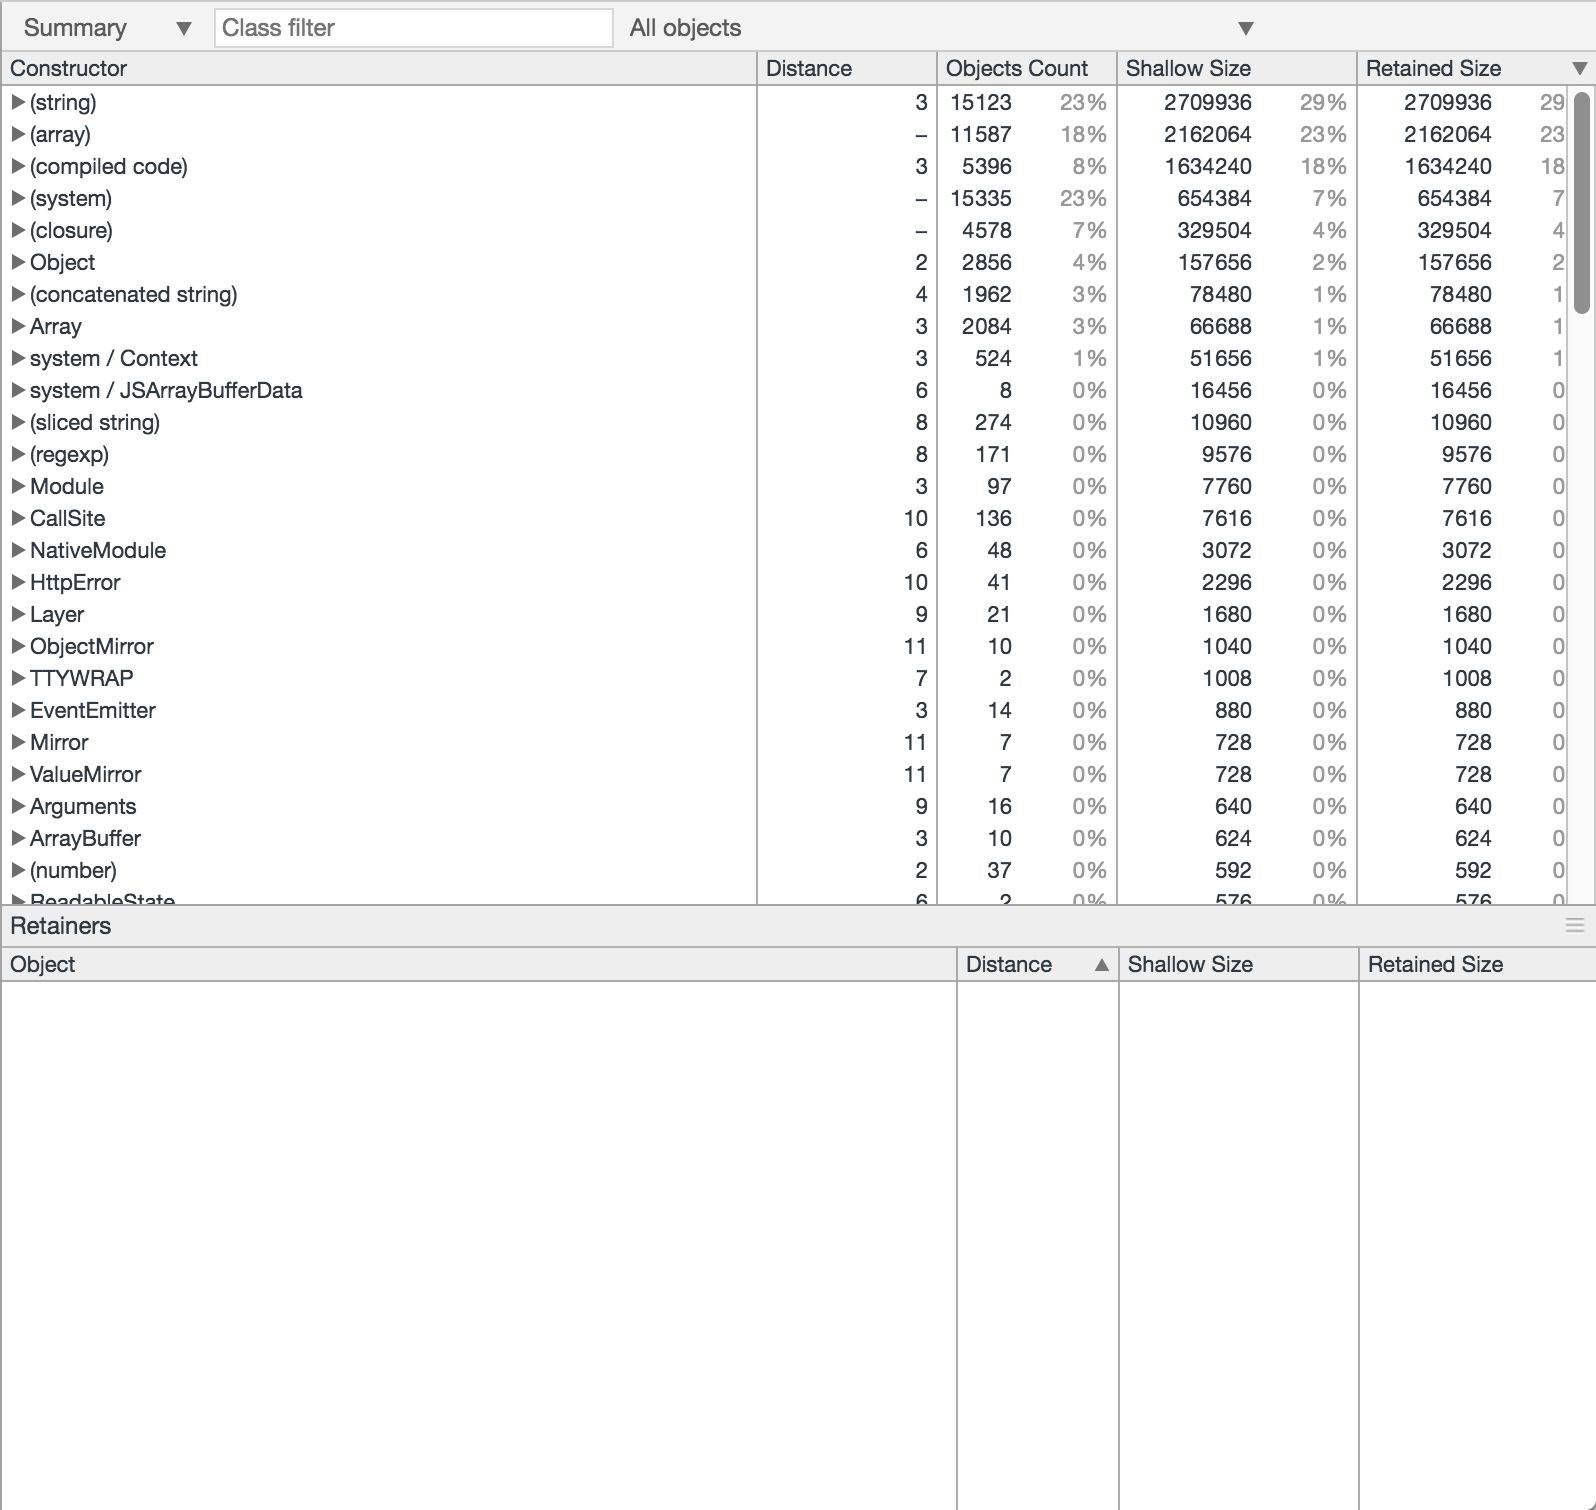 Summary ▼ Class filter All objects ▼
Constructor Distance Objects Count Shallow Size Retained Size ▼
▶(string) 3 15123 23% 2709936 29% 2709936 29
▶(array) – 11587 18% 2162064 23% 2162064 23
▶(compiled code) 3 5396 8% 1634240 18% 1634240 18
▶(system) – 15335 23% 654384 7% 654384 7
▶(closure) – 4578 7% 329504 4% 329504 4
▶Object 2 2856 4% 157656 2% 157656 2
▶(concatenated string) 4 1962 3% 78480 1% 78480 1
▶Array 3 2084 3% 66688 1% 66688 1
▶system / Context 3 524 1% 51656 1% 51656 1
▶system / JSArrayBufferData 6 8 0% 16456 0% 16456 0
▶(sliced string) 8 274 0% 10960 0% 10960 0
▶(regexp) 8 171 0% 9576 0% 9576 0
▶Module 3 97 0% 7760 0% 7760 0
▶CallSite 10 136 0% 7616 0% 7616 0
▶NativeModule 6 48 0% 3072 0% 3072 0
▶HttpError 10 41 0% 2296 0% 2296 0
▶Layer 9 21 0% 1680 0% 1680 0
▶ObjectMirror 11 10 0% 1040 0% 1040 0
▶TTYWRAP 7 2 0% 1008 0% 1008 0
▶EventEmitter 3 14 0% 880 0% 880 0
▶Mirror 11 7 0% 728 0% 728 0
▶ValueMirror 11 7 0% 728 0% 728 0
▶Arguments 9 16 0% 640 0% 640 0
▶ArrayBuffer 3 10 0% 624 0% 624 0
▶(number) 2 37 0% 592 0% 592 0
▶ReadableState 6 2 0% 576 0% 576 0
Retainers
Object Distance ▲ Shallow Size Retained Size